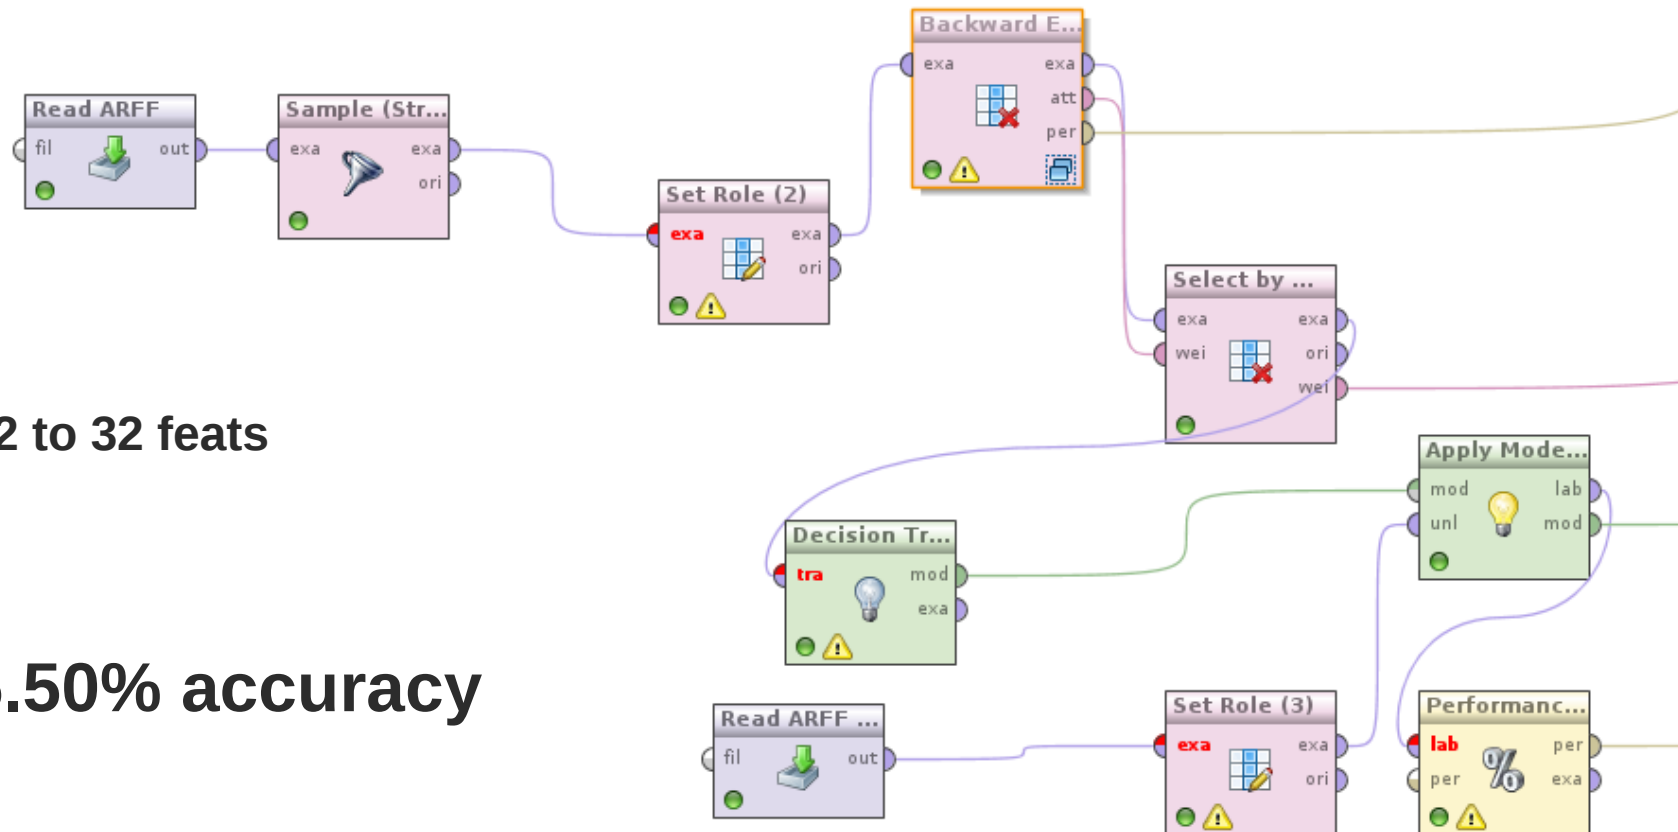 Backward E...
exa exa
att
per
Read ARFF
fil out
Sample (Str...
exa exa
ori
Set Role (2)
exa exa
ori
Select by ...
exa exa
wei ori
wei
2 to 32 feats
Apply Mode...
mod lab
unl mod
Decision Tr...
tra mod
exa
.50% accuracy
Read ARFF ...
fil out
Set Role (3)
exa exa
ori
Performanc...
lab per
per exa